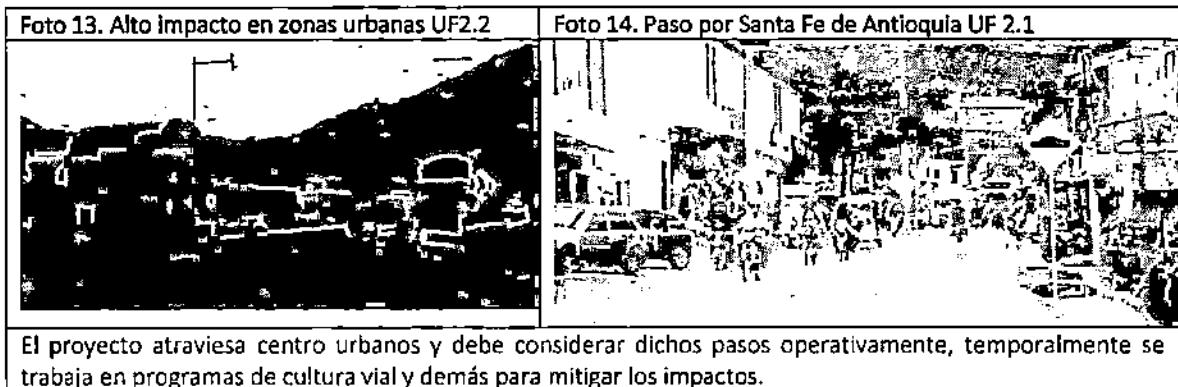 Foto 13. Alto impacto en zonas urbanas UF2.2
Foto 14. Paso por Santa Fe de Antioquia UF 2.1
El proyecto atraviesa centro urbanos y debe considerar dichos pasos operativamente, temporalmente se
trabaja en programas de cultura vial y demás para mitigar los impactos.